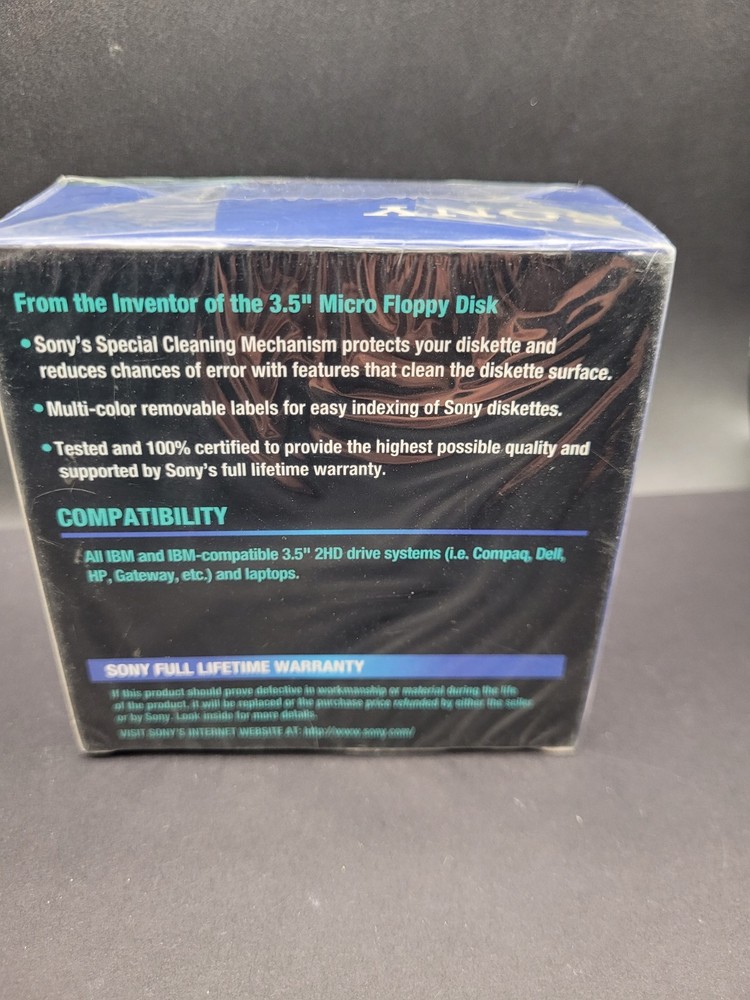 SONY
From the Inventor of the 3.5" Micro Floppy Disk
• Sony's Special Cleaning Mechanism protects your diskette and
reduces chances of error with features that clean the diskette surface.
• Multi-color removable labels for easy indexing of Sony diskettes.
• Tested and 100% certified to provide the highest possible quality and
supported by Sony's full lifetime warranty.
COMPATIBILITY
All IBM and IBM-compatible 3.5" 2HD drive systems (i.e. Compaq, Dell,
HP, Gateway, etc.) and laptops.
SONY FULL LIFETIME WARRANTY
If this product should prove defective in workmanship or material during the life
of the product, it will be replaced or the purchase price refunded by either the seller
or by Sony. Look inside for more details.
VISIT SONY'S INTERNET WEBSITE AT: http://www.sony.com/